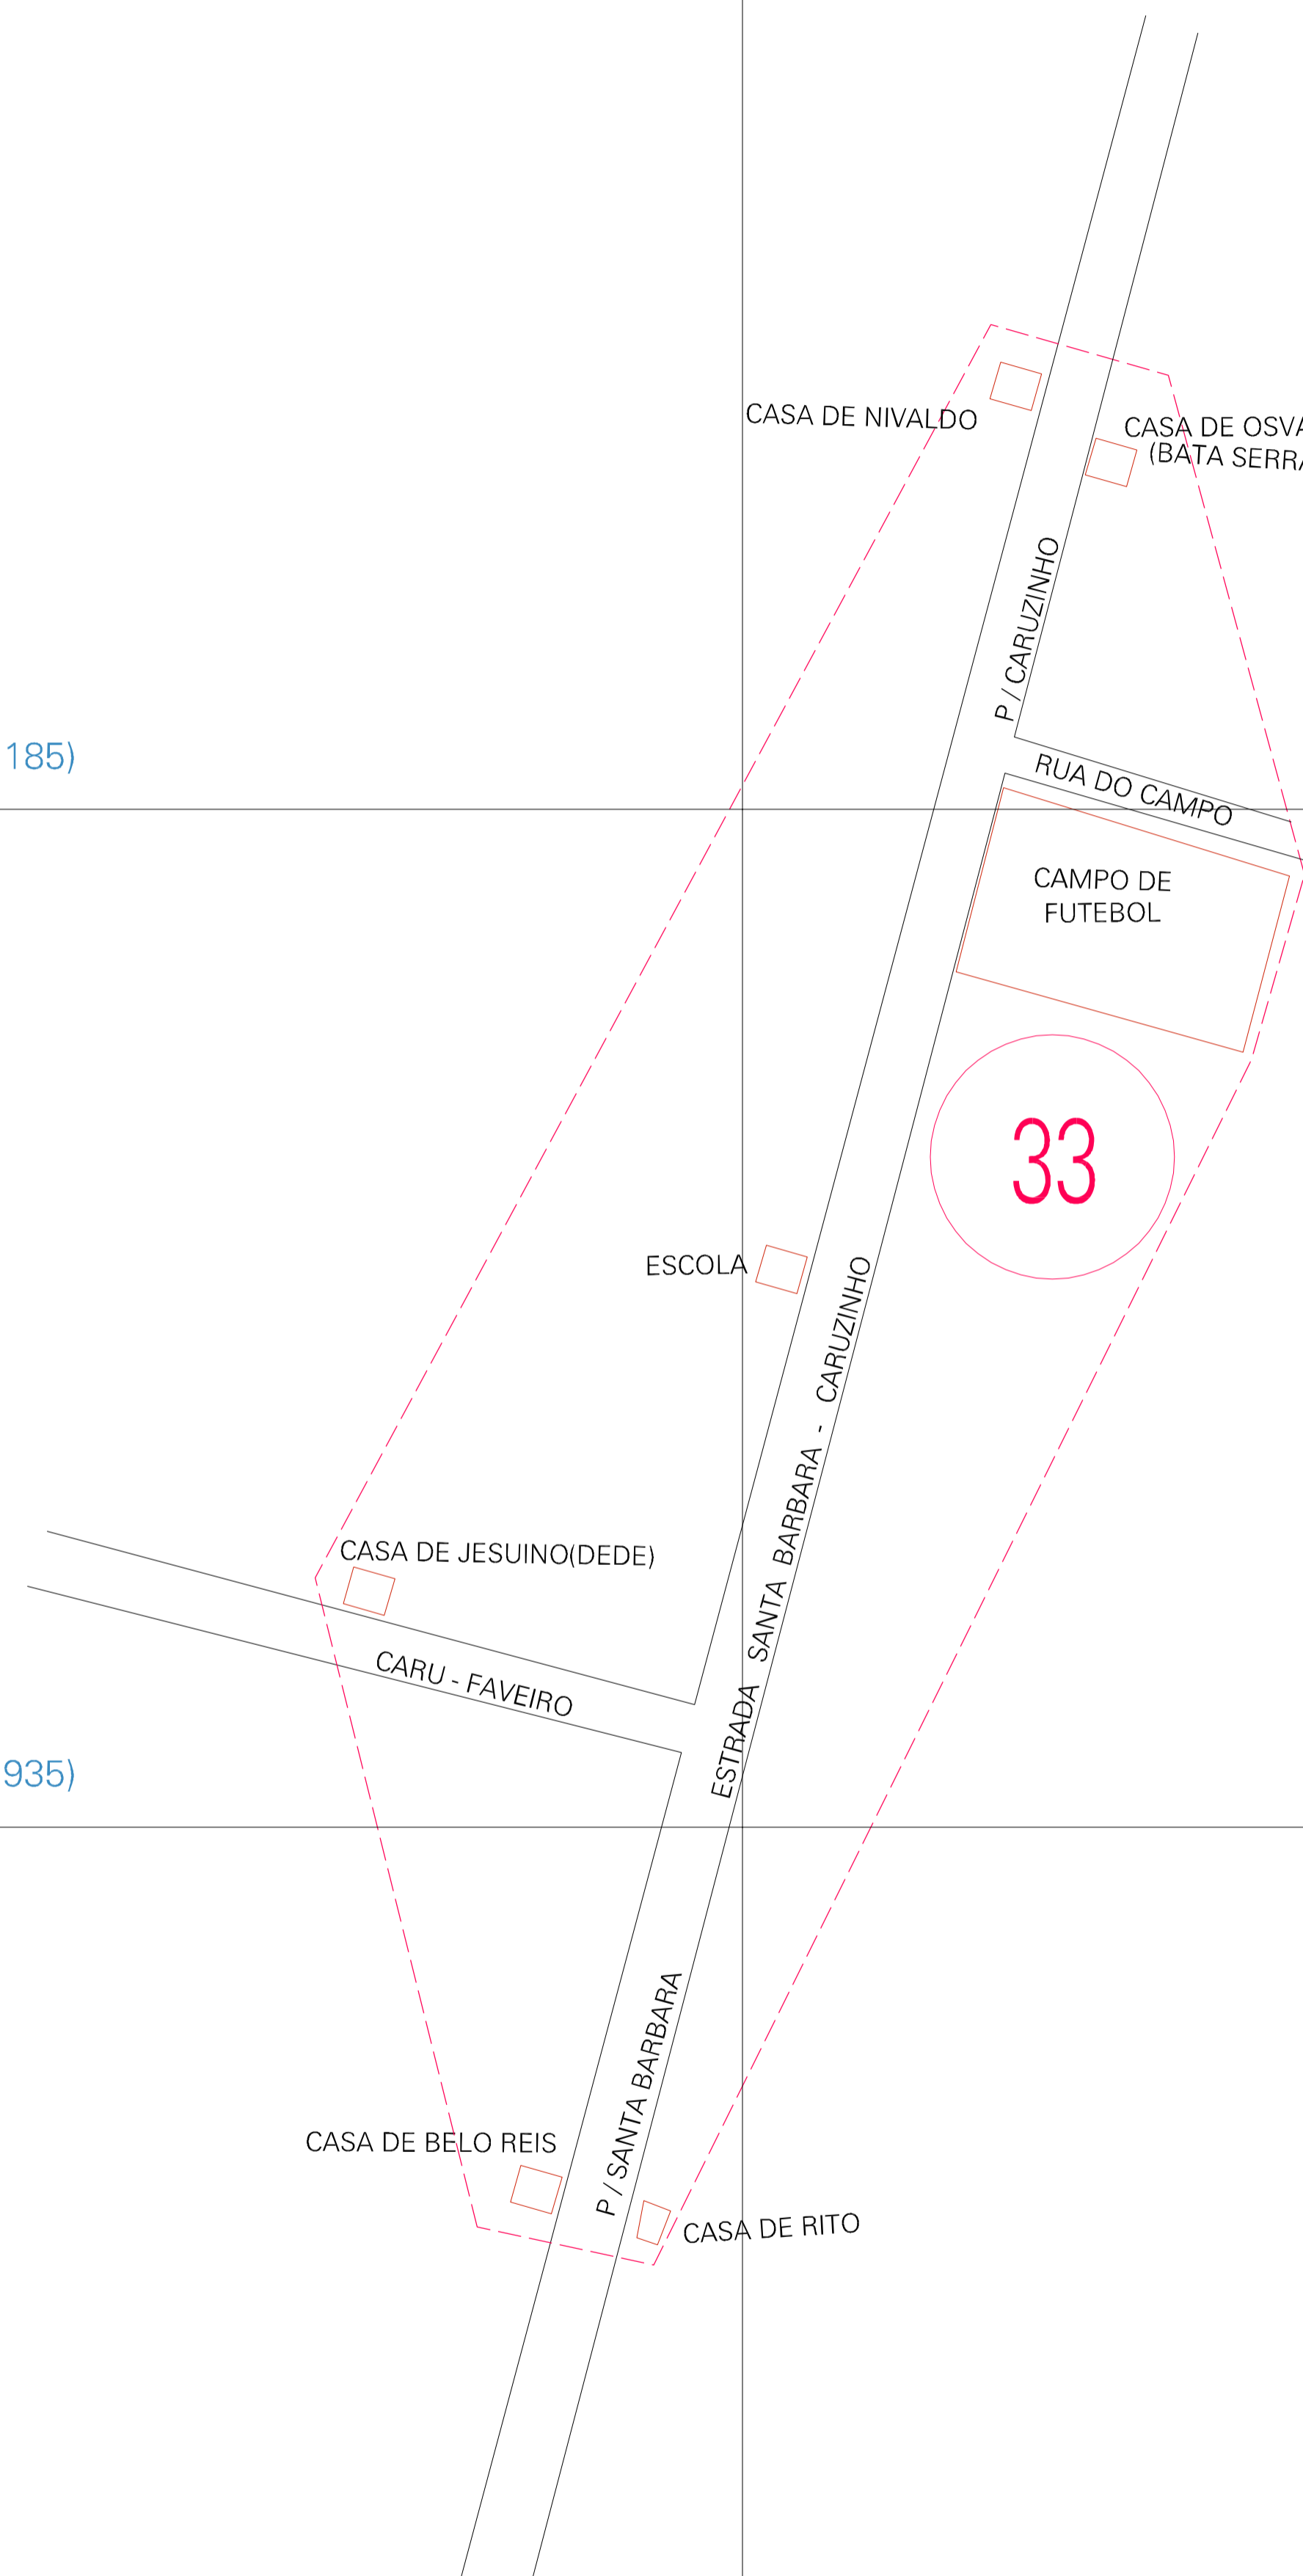 CASA DE NIVALDO
CASA DE OSVA
(BATA SERRA
P / CARUZINHO
185)
RUA DO CAMPO
CAMPO DE
FUTEBOL
33
ESCOLA
ESTRADA SANTA BARBARA - CARUZINHO
CASA DE JESUINO(DEDE)
CARU - FAVEIRO
935)
P / SANTA BARBARA
CASA DE BELO REIS
CASA DE RITO